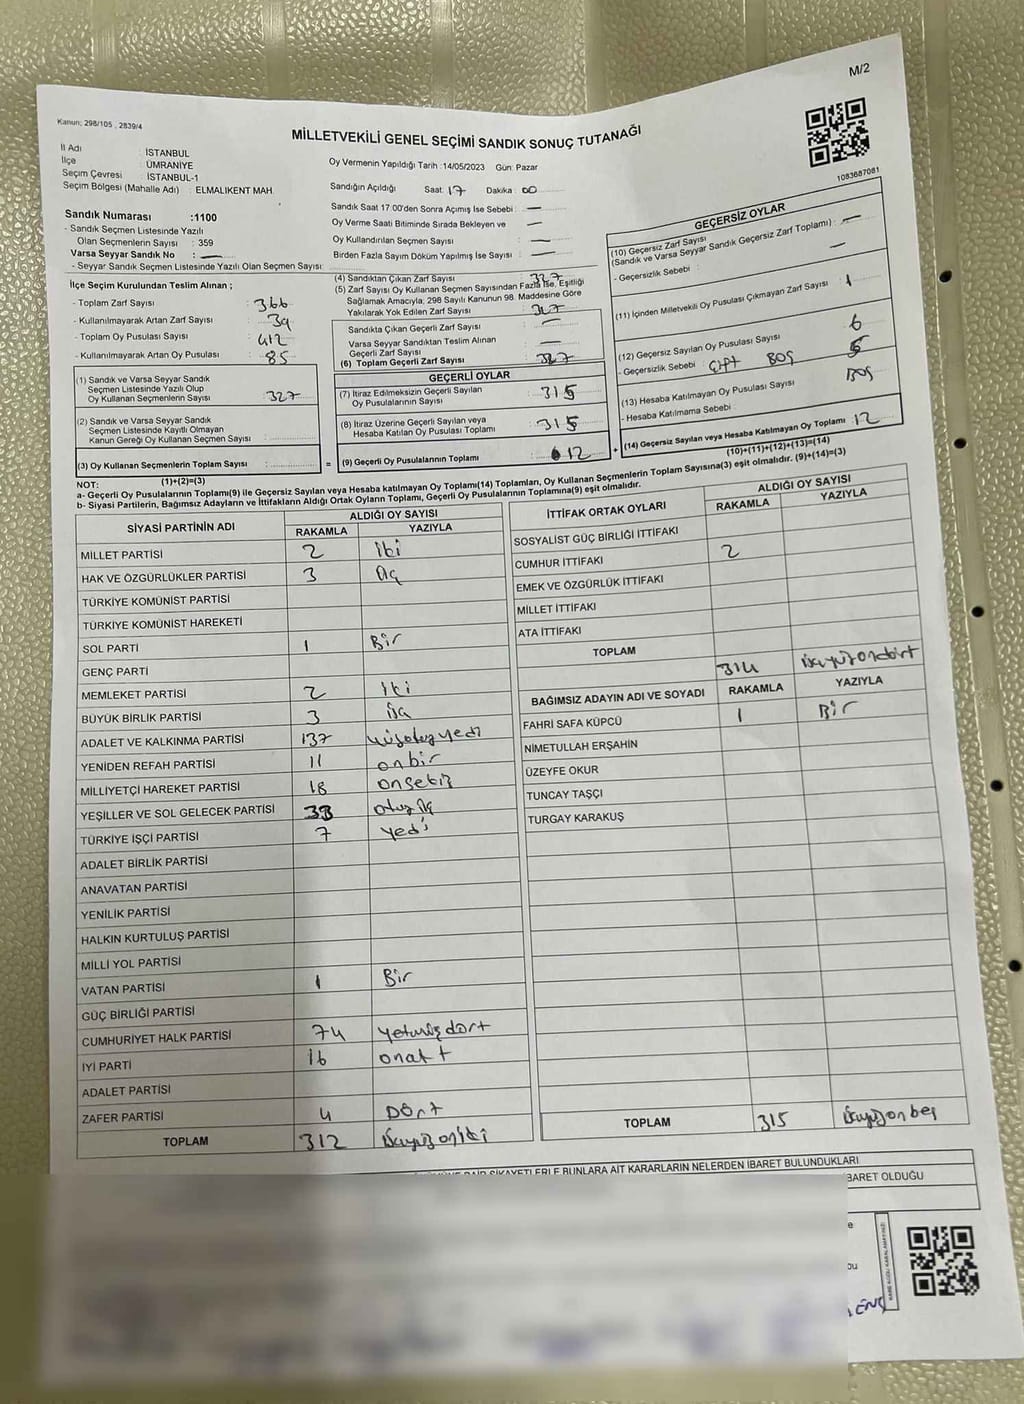 M/2
Kanun; 298/105 , 2839/4
MİLLETVEKİLİ GENEL SEÇİMİ SANDIK SONUÇ TUTANAĞI
1083687081
İl Adı İSTANBUL
İlçe ÜMRANİYE
Seçim Çevresi : İSTANBUL-1
Seçim Bölgesi (Mahalle Adı) : ELMALIKENT MAH.
Sandık Numarası :1100
- Sandık Seçmen Listesinde Yazılı
Olan Seçmenlerin Sayısı : 359
Varsa Seyyar Sandık No : —
- Seyyar Sandık Seçmen Listesinde Yazılı Olan Seçmen Sayısı :
Oy Vermenin Yapıldığı Tarih :14/05/2023 Gün: Pazar
Sandığın Açıldığı Saat: 17 Dakika : 00
Sandık Saat 17.00'den Sonra Açımış İse Sebebi : —
Oy Verme Saati Bitiminde Sırada Bekleyen ve —
Oy Kullandırılan Seçmen Sayısı —
Birden Fazla Sayım Döküm Yapılmış İse Sayısı : —
İlçe Seçim Kurulundan Teslim Alınan ;
- Toplam Zarf Sayısı : 366
- Kullanılmayarak Artan Zarf Sayısı : 39
- Toplam Oy Pusulası Sayısı : 412
- Kullanılmayarak Artan Oy Pusulası : 85
(4) Sandıktan Çıkan Zarf Sayısı : 327
(5) Zarf Sayısı Oy Kullanan Seçmen Sayısından Fazla İse, Eşitliği
Sağlamak Amacıyla, 298 Sayılı Kanunun 98. Maddesine Göre
Yakılarak Yok Edilen Zarf Sayısı : 327
Sandıkta Çıkan Geçerli Zarf Sayısı : —
Varsa Seyyar Sandıktan Teslim Alınan
Geçerli Zarf Sayısı : —
(6) Toplam Geçerli Zarf Sayısı : 327
(1) Sandık ve Varsa Seyyar Sandık
Seçmen Listesinde Yazılı Olup
Oy Kullanan Seçmenlerin Sayısı : 327
(2) Sandık ve Varsa Seyyar Sandık
Seçmen Listesinde Kayıtlı Olmayan
Kanun Gereği Oy Kullanan Seçmen Sayısı :
(3) Oy Kullanan Seçmenlerin Toplam Sayısı :
(1)+(2)=(3)
=
GEÇERLİ OYLAR
(7) İtiraz Edilmeksizin Geçerli Sayılan
Oy Pusulalarının Sayısı : 315
(8) İtiraz Üzerine Geçerli Sayılan veya
Hesaba Katılan Oy Pusulası Toplamı : 315
(9) Geçerli Oy Pusulalarının Toplamı : 12
+
GEÇERSİZ OYLAR
(10) Geçersiz Zarf Sayısı
(Sandık ve Varsa Seyyar Sandık Geçersiz Zarf Toplamı) : —
- Geçersizlik Sebebi : —
(11) İçinden Milletvekili Oy Pusulası Çıkmayan Zarf Sayısı : 1
(12) Geçersiz Sayılan Oy Pusulası Sayısı : 6
- Geçersizlik Sebebi : Çift BOŞ 5
(13) Hesaba Katılmayan Oy Pusulası Sayısı BOŞ
- Hesaba Katılmama Sebebi :
(14) Geçersiz Sayılan veya Hesaba Katılmayan Oy Toplamı : 12
(10)+(11)+(12)+(13)=(14)
NOT:
a- Geçerli Oy Pusulalarının Toplamı(9) ile Geçersiz Sayılan veya Hesaba katılmayan Oy Toplamı(14) Toplamları, Oy Kullanan Seçmenlerin Toplam Sayısına(3) eşit olmalıdır. (9)+(14)=(3)
b- Siyasi Partilerin, Bağımsız Adayların ve İttifakların Aldığı Ortak Oyların Toplamı, Geçerli Oy Pusulalarının Toplamına(9) eşit olmalıdır.
SİYASİ PARTİNİN ADI ALDIĞI OY SAYISI
RAKAMLA YAZIYLA
MİLLET PARTİSİ 2 iki
HAK VE ÖZGÜRLÜKLER PARTİSİ 3 Üç
TÜRKİYE KOMÜNİST PARTİSİ
TÜRKİYE KOMÜNİST HAREKETİ
SOL PARTİ 1 Bir
GENÇ PARTİ
MEMLEKET PARTİSİ 2 iki
BÜYÜK BİRLİK PARTİSİ 3 Üç
ADALET VE KALKINMA PARTİSİ 137 yüzotuzyedi
YENİDEN REFAH PARTİSİ 11 onbir
MİLLİYETÇİ HAREKET PARTİSİ 18 onsekiz
YEŞİLLER VE SOL GELECEK PARTİSİ 33 otuzüç
TÜRKİYE İŞÇİ PARTİSİ 7 yedi
ADALET BİRLİK PARTİSİ
ANAVATAN PARTİSİ
YENİLİK PARTİSİ
HALKIN KURTULUŞ PARTİSİ
MİLLİ YOL PARTİSİ
VATAN PARTİSİ 1 Bir
GÜÇ BİRLİĞİ PARTİSİ
CUMHURİYET HALK PARTİSİ 74 yetmişdört
İYİ PARTİ 16 onaltı
ADALET PARTİSİ
ZAFER PARTİSİ 4 Dört
TOPLAM 312 üçyüzoniki
İTTİFAK ORTAK OYLARI ALDIĞI OY SAYISI
RAKAMLA YAZIYLA
SOSYALİST GÜÇ BİRLİĞİ İTTİFAKI
CUMHUR İTTİFAKI 2
EMEK VE ÖZGÜRLÜK İTTİFAKI
MİLLET İTTİFAKI
ATA İTTİFAKI
TOPLAM 314 üçyüzondört
BAĞIMSIZ ADAYIN ADI VE SOYADI RAKAMLA YAZIYLA
FAHRİ SAFA KÜPCÜ 1 Bir
NİMETULLAH ERŞAHİN
ÜZEYFE OKUR
TUNCAY TAŞÇI
TURGAY KARAKUŞ
TOPLAM 315 üçyüzonbeş
ŞİKAYETLERLE BUNLARA AİT KARARLARIN NELERDEN İBARET BULUNDUKLARI
BARET OLDUĞU